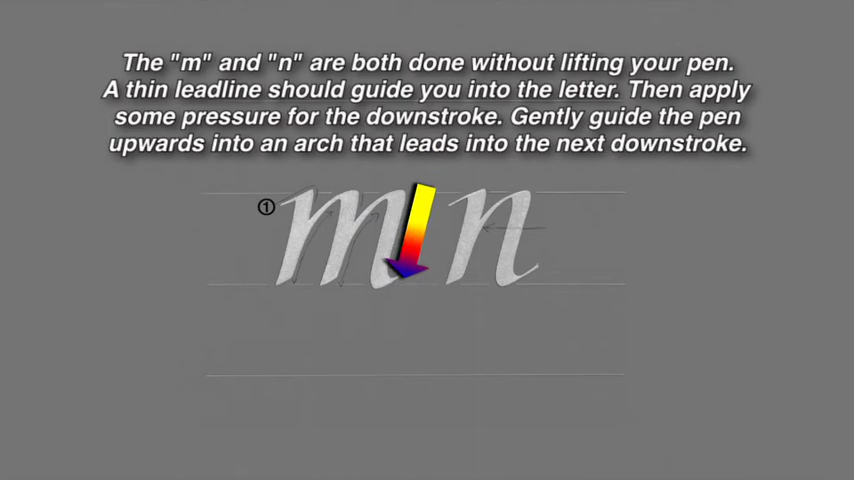 The "m" and "n" are both done without lifting your pen.
A thin leadline should guide you into the letter. Then apply
some pressure for the downstroke. Gently guide the pen
upwards into an arch that leads into the next downstroke.
① m n